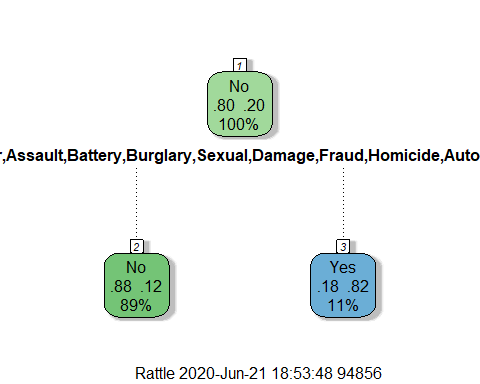 1
No
.80 .20
100%
,Assault,Battery,Burglary,Sexual,Damage,Fraud,Homicide,Auto
2
No
.88 .12
89%
3
Yes
.18 .82
11%
Rattle 2020-Jun-21 18:53:48 94856